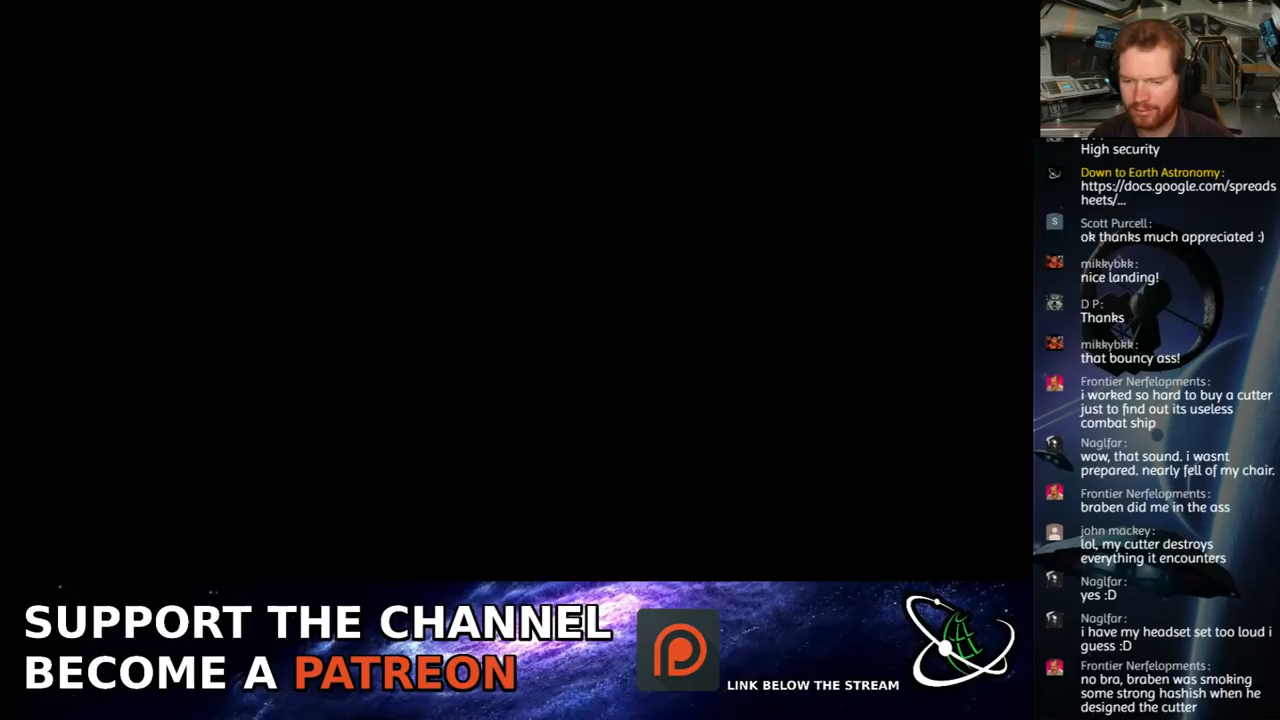 High security
Down to Earth Astronomy:
https://docs.google.com/spreads
heets/...
Scott Purcell:
ok thanks much appreciated :)
mikkybkk:
nice landing!
D P:
Thanks
mikkybkk:
that bouncy ass!
Frontier Nerfelopments:
i worked so hard to buy a cutter
just to find out its useless
combat ship
Naglfar:
wow, that sound. i wasnt
prepared. nearly fell of my chair.
Frontier Nerfelopments:
braben did me in the ass
john mackey:
lol, my cutter destroys
everything it encounters
Naglfar:
yes :D
Naglfar:
i have my headset set too loud i
guess :D
Frontier Nerfelopments:
no bra, braben was smoking
some strong hashish when he
designed the cutter
SUPPORT THE CHANNEL
BECOME A PATREON
LINK BELOW THE STREAM